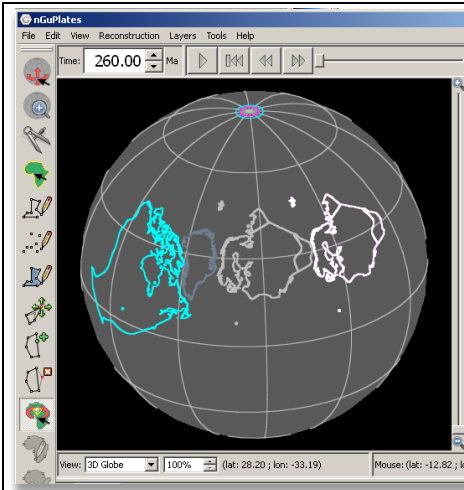 nGuPlates
File Edit View Reconstruction Layers Tools Help
Time: 260.00 Ma
View: 3D Globe 100% (lat: 28.20 ; lon: -33.19) Mouse: (lat: -12.82 ; lo